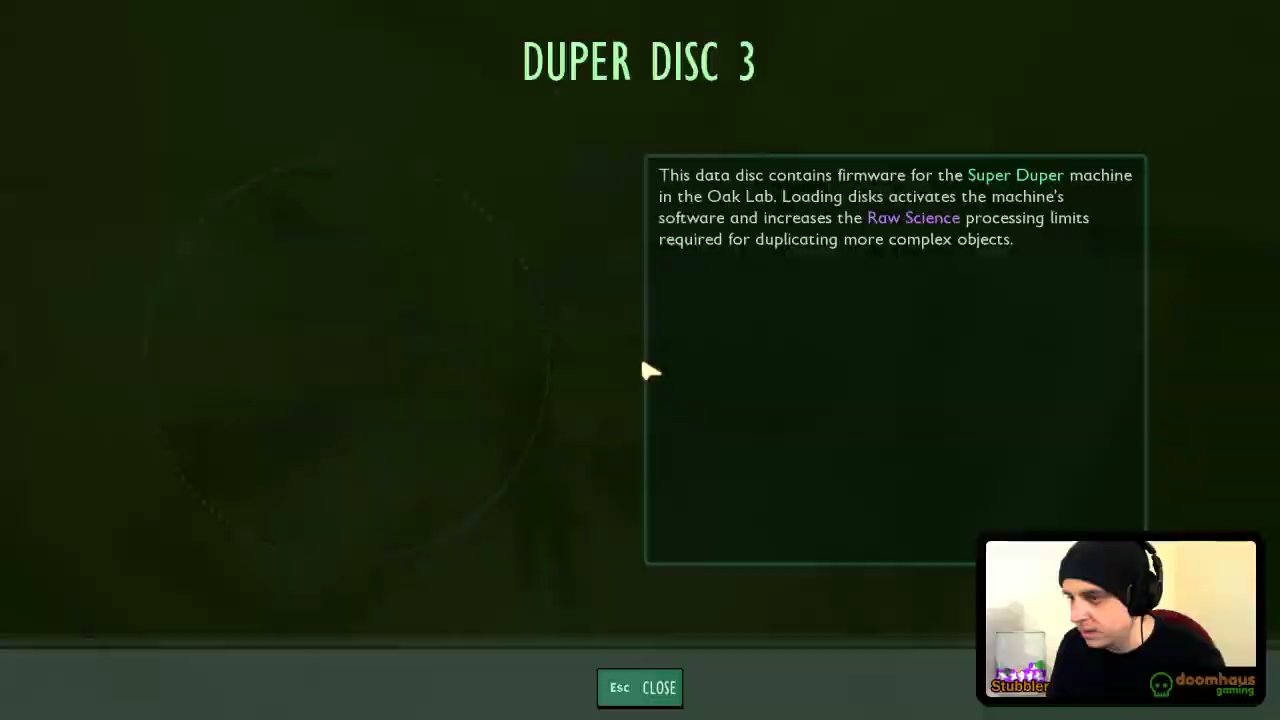 DUPER DISC 3
This data disc contains firmware for the Super Duper machine
in the Oak Lab. Loading disks activates the machine's
software and increases the Raw Science processing limits
required for duplicating more complex objects.
Esc CLOSE
Stubbler
doomhaus
gaming